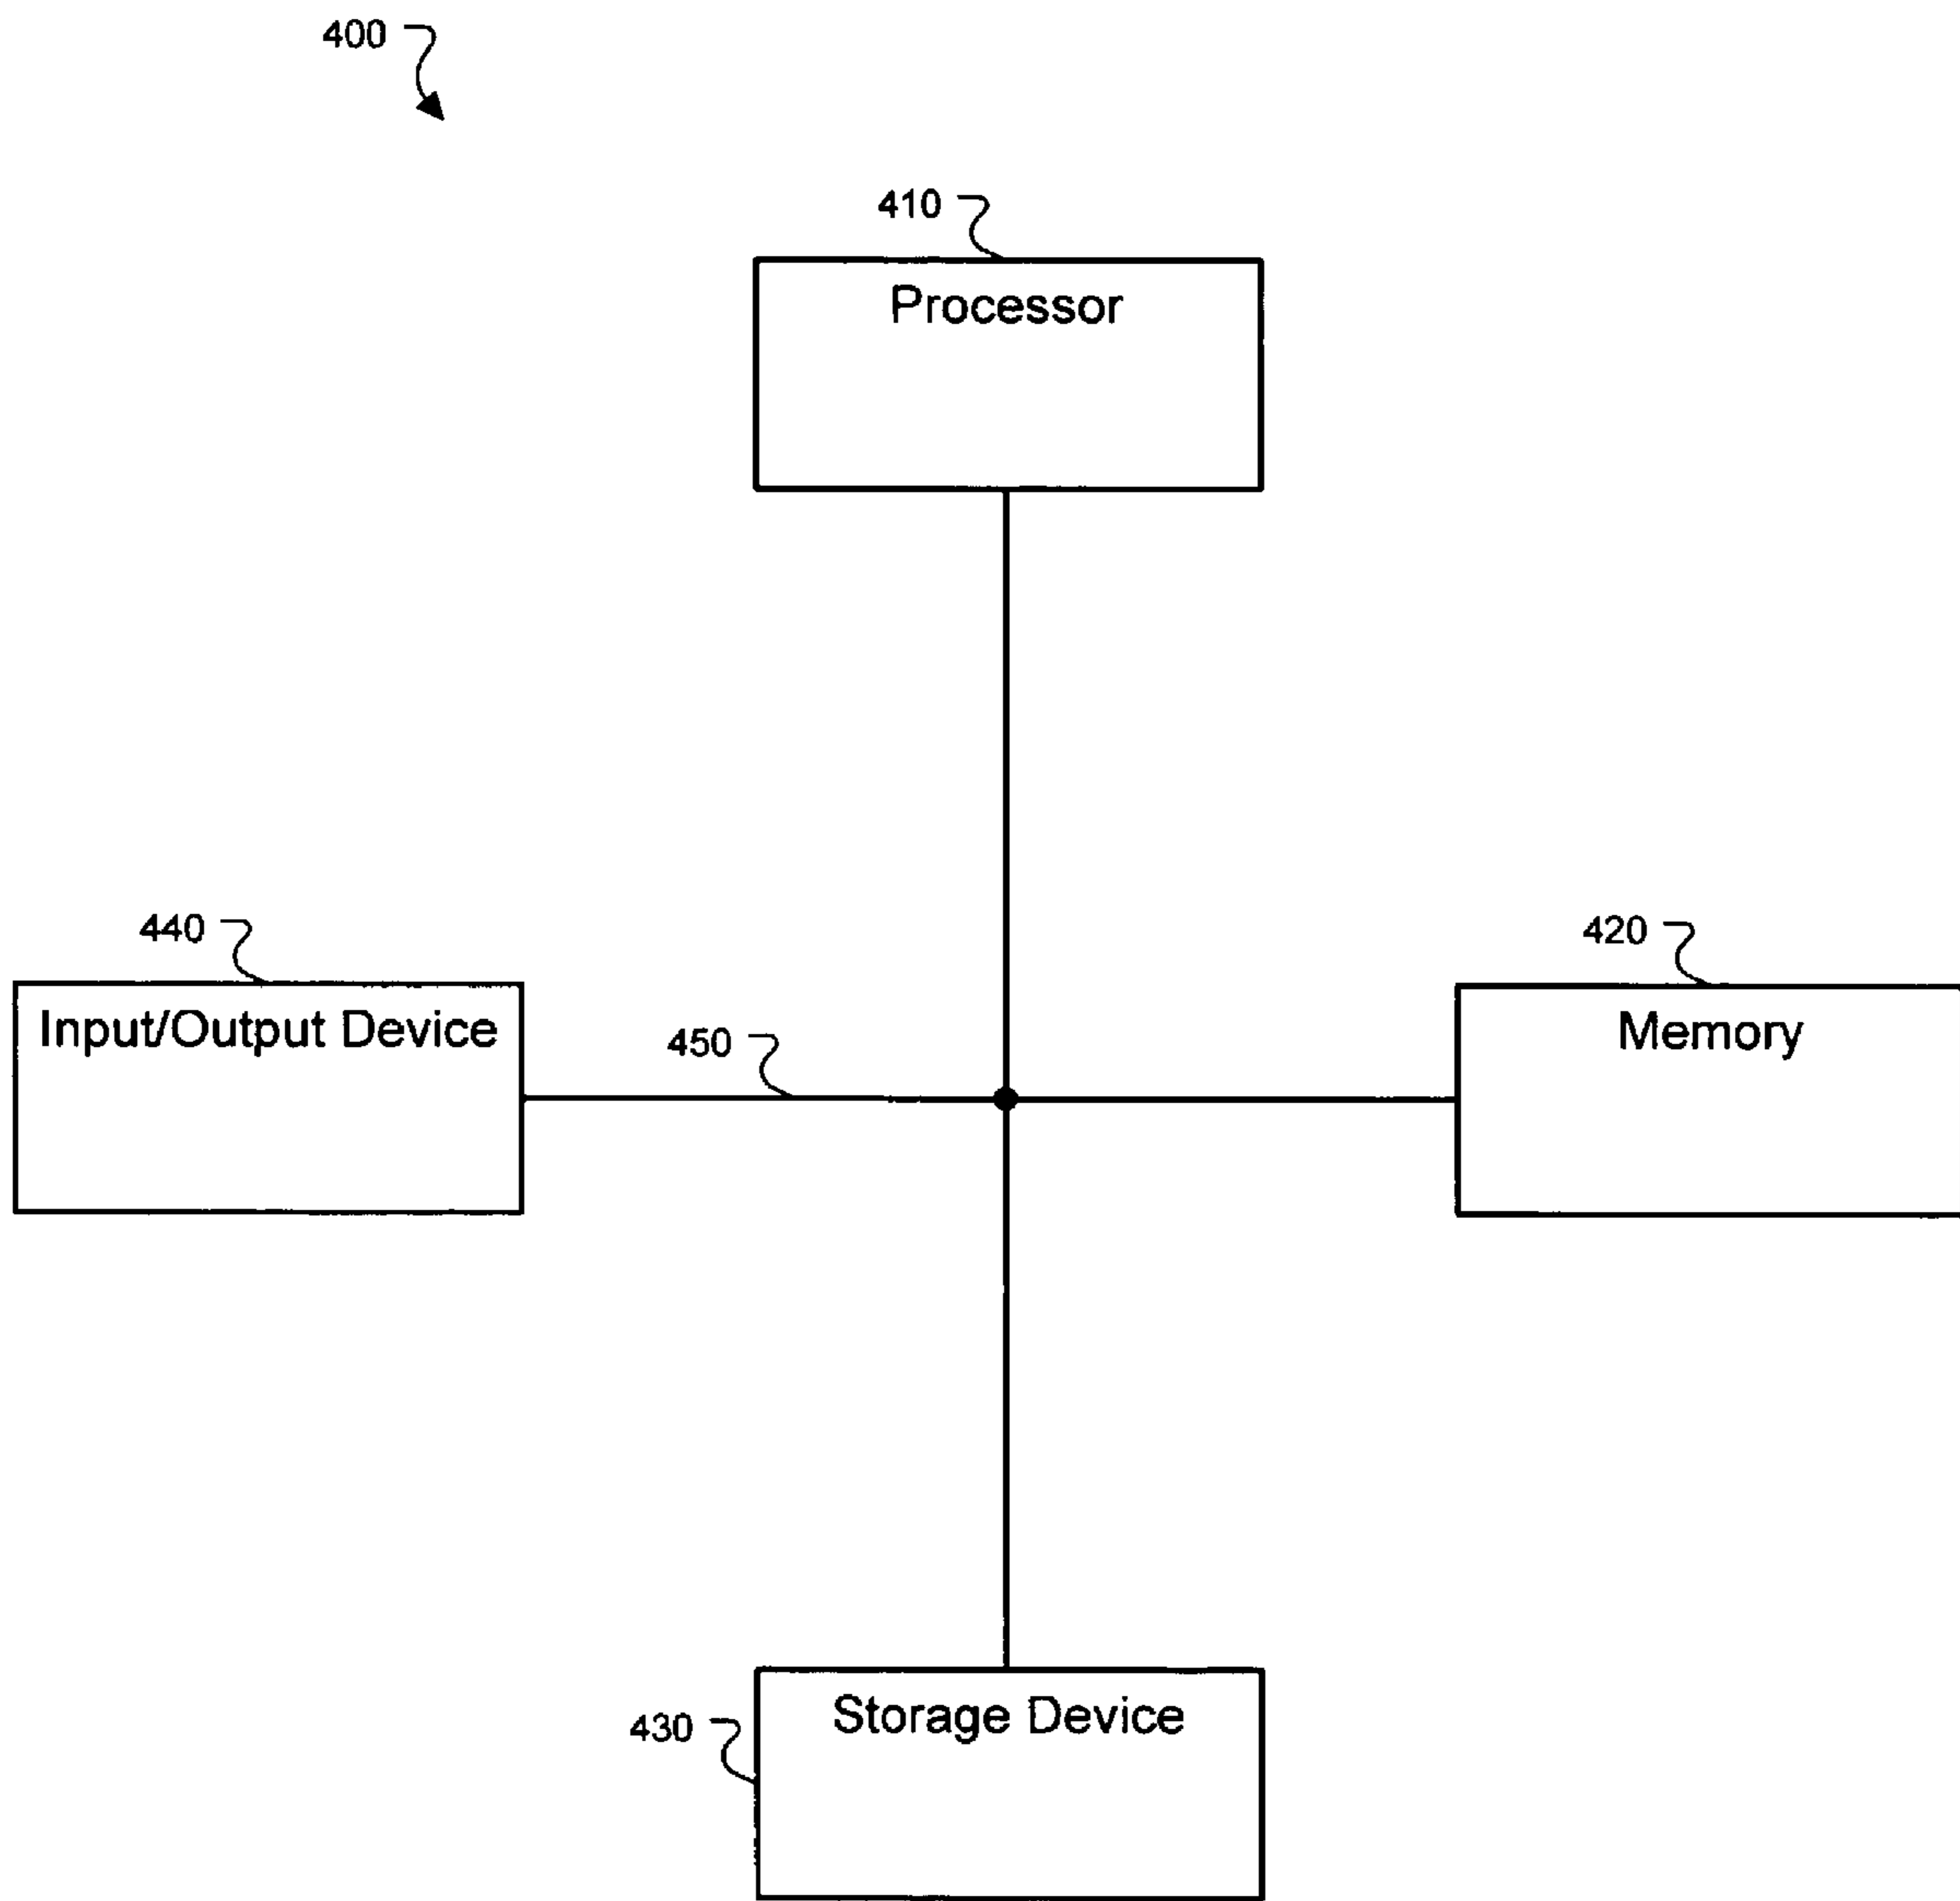 400
410
Processor
440
Input/Output Device
450
420
Memory
430
Storage Device